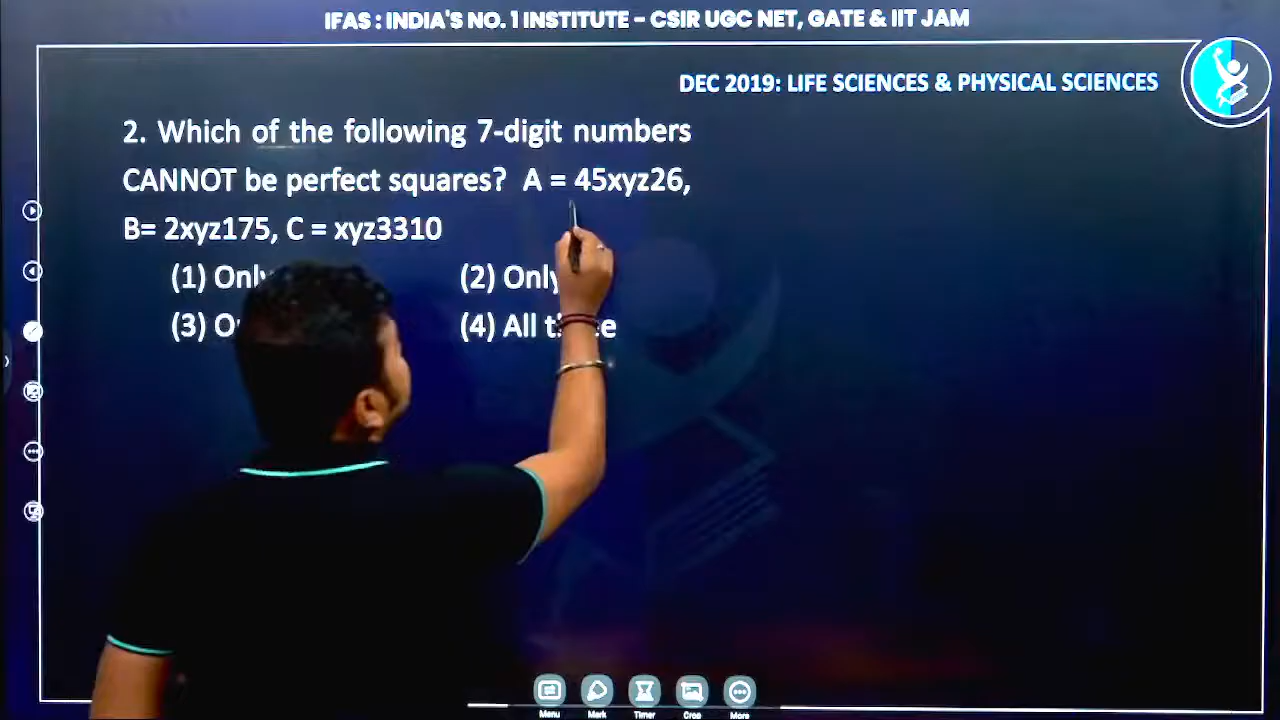 IFAS : INDIA'S NO. 1 INSTITUTE – CSIR UGC NET, GATE & IIT JAM
DEC 2019: LIFE SCIENCES & PHYSICAL SCIENCES
2. Which of the following 7-digit numbers
CANNOT be perfect squares? A = 45xyz26,
B= 2xyz175, C = xyz3310
(1) Only (2) Only
(3) (4) All
Menu Mark Timer Crop More